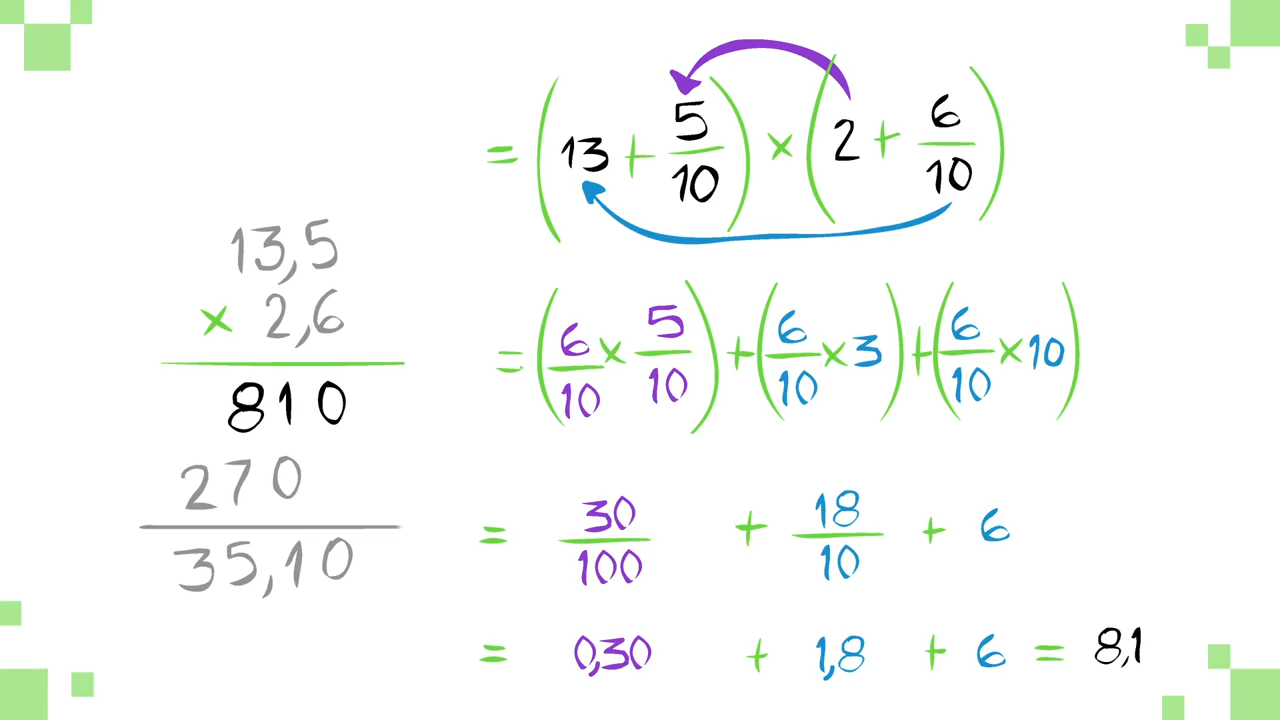 13,5
× 2,6
810
270
35,10
= (13 + 5/10) × (2 + 6/10)
= (6/10 × 5/10) + (6/10 × 3) + (6/10 × 10)
= 30/100 + 18/10 + 6
= 0,30 + 1,8 + 6 = 8,1